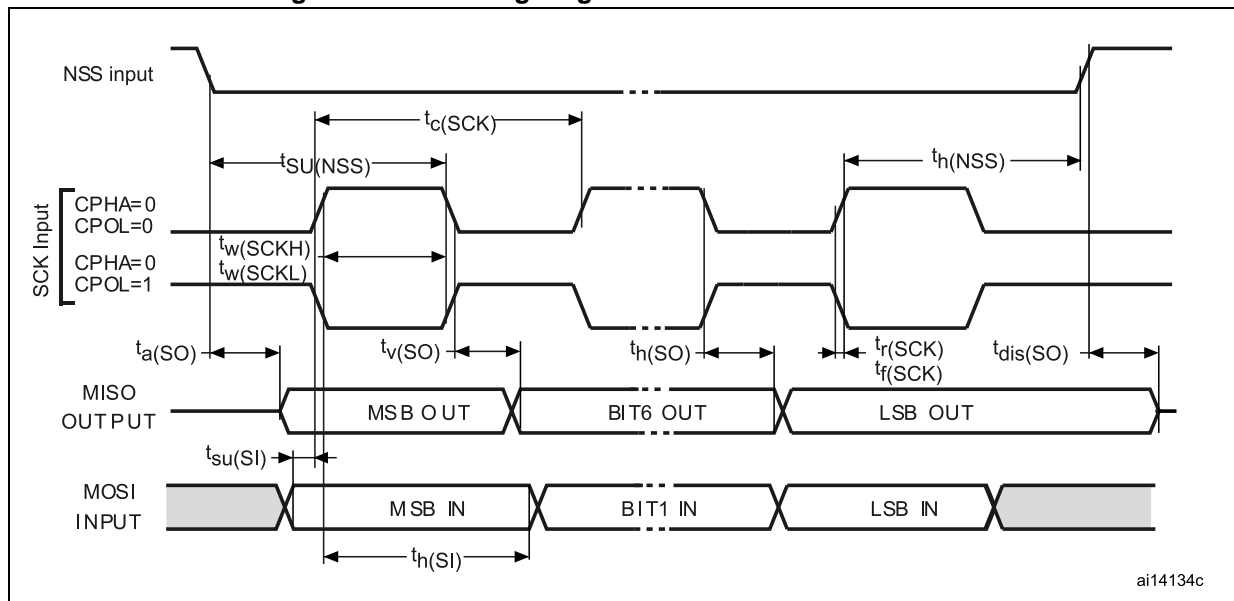 NSS input
tc(SCK)
tSU(NSS)
th(NSS)
SCK Input
CPHA=0
CPOL=0
tw(SCKH)
CPHA=0
tw(SCKL)
CPOL=1
ta(SO)
tv(SO)
th(SO)
tr(SCK)
tf(SCK)
tdis(SO)
MISO
OUTPUT
MSB OUT
BIT6 OUT
LSB OUT
tsu(SI)
MOSI
INPUT
MSB IN
BIT1 IN
LSB IN
th(SI)
ai14134c